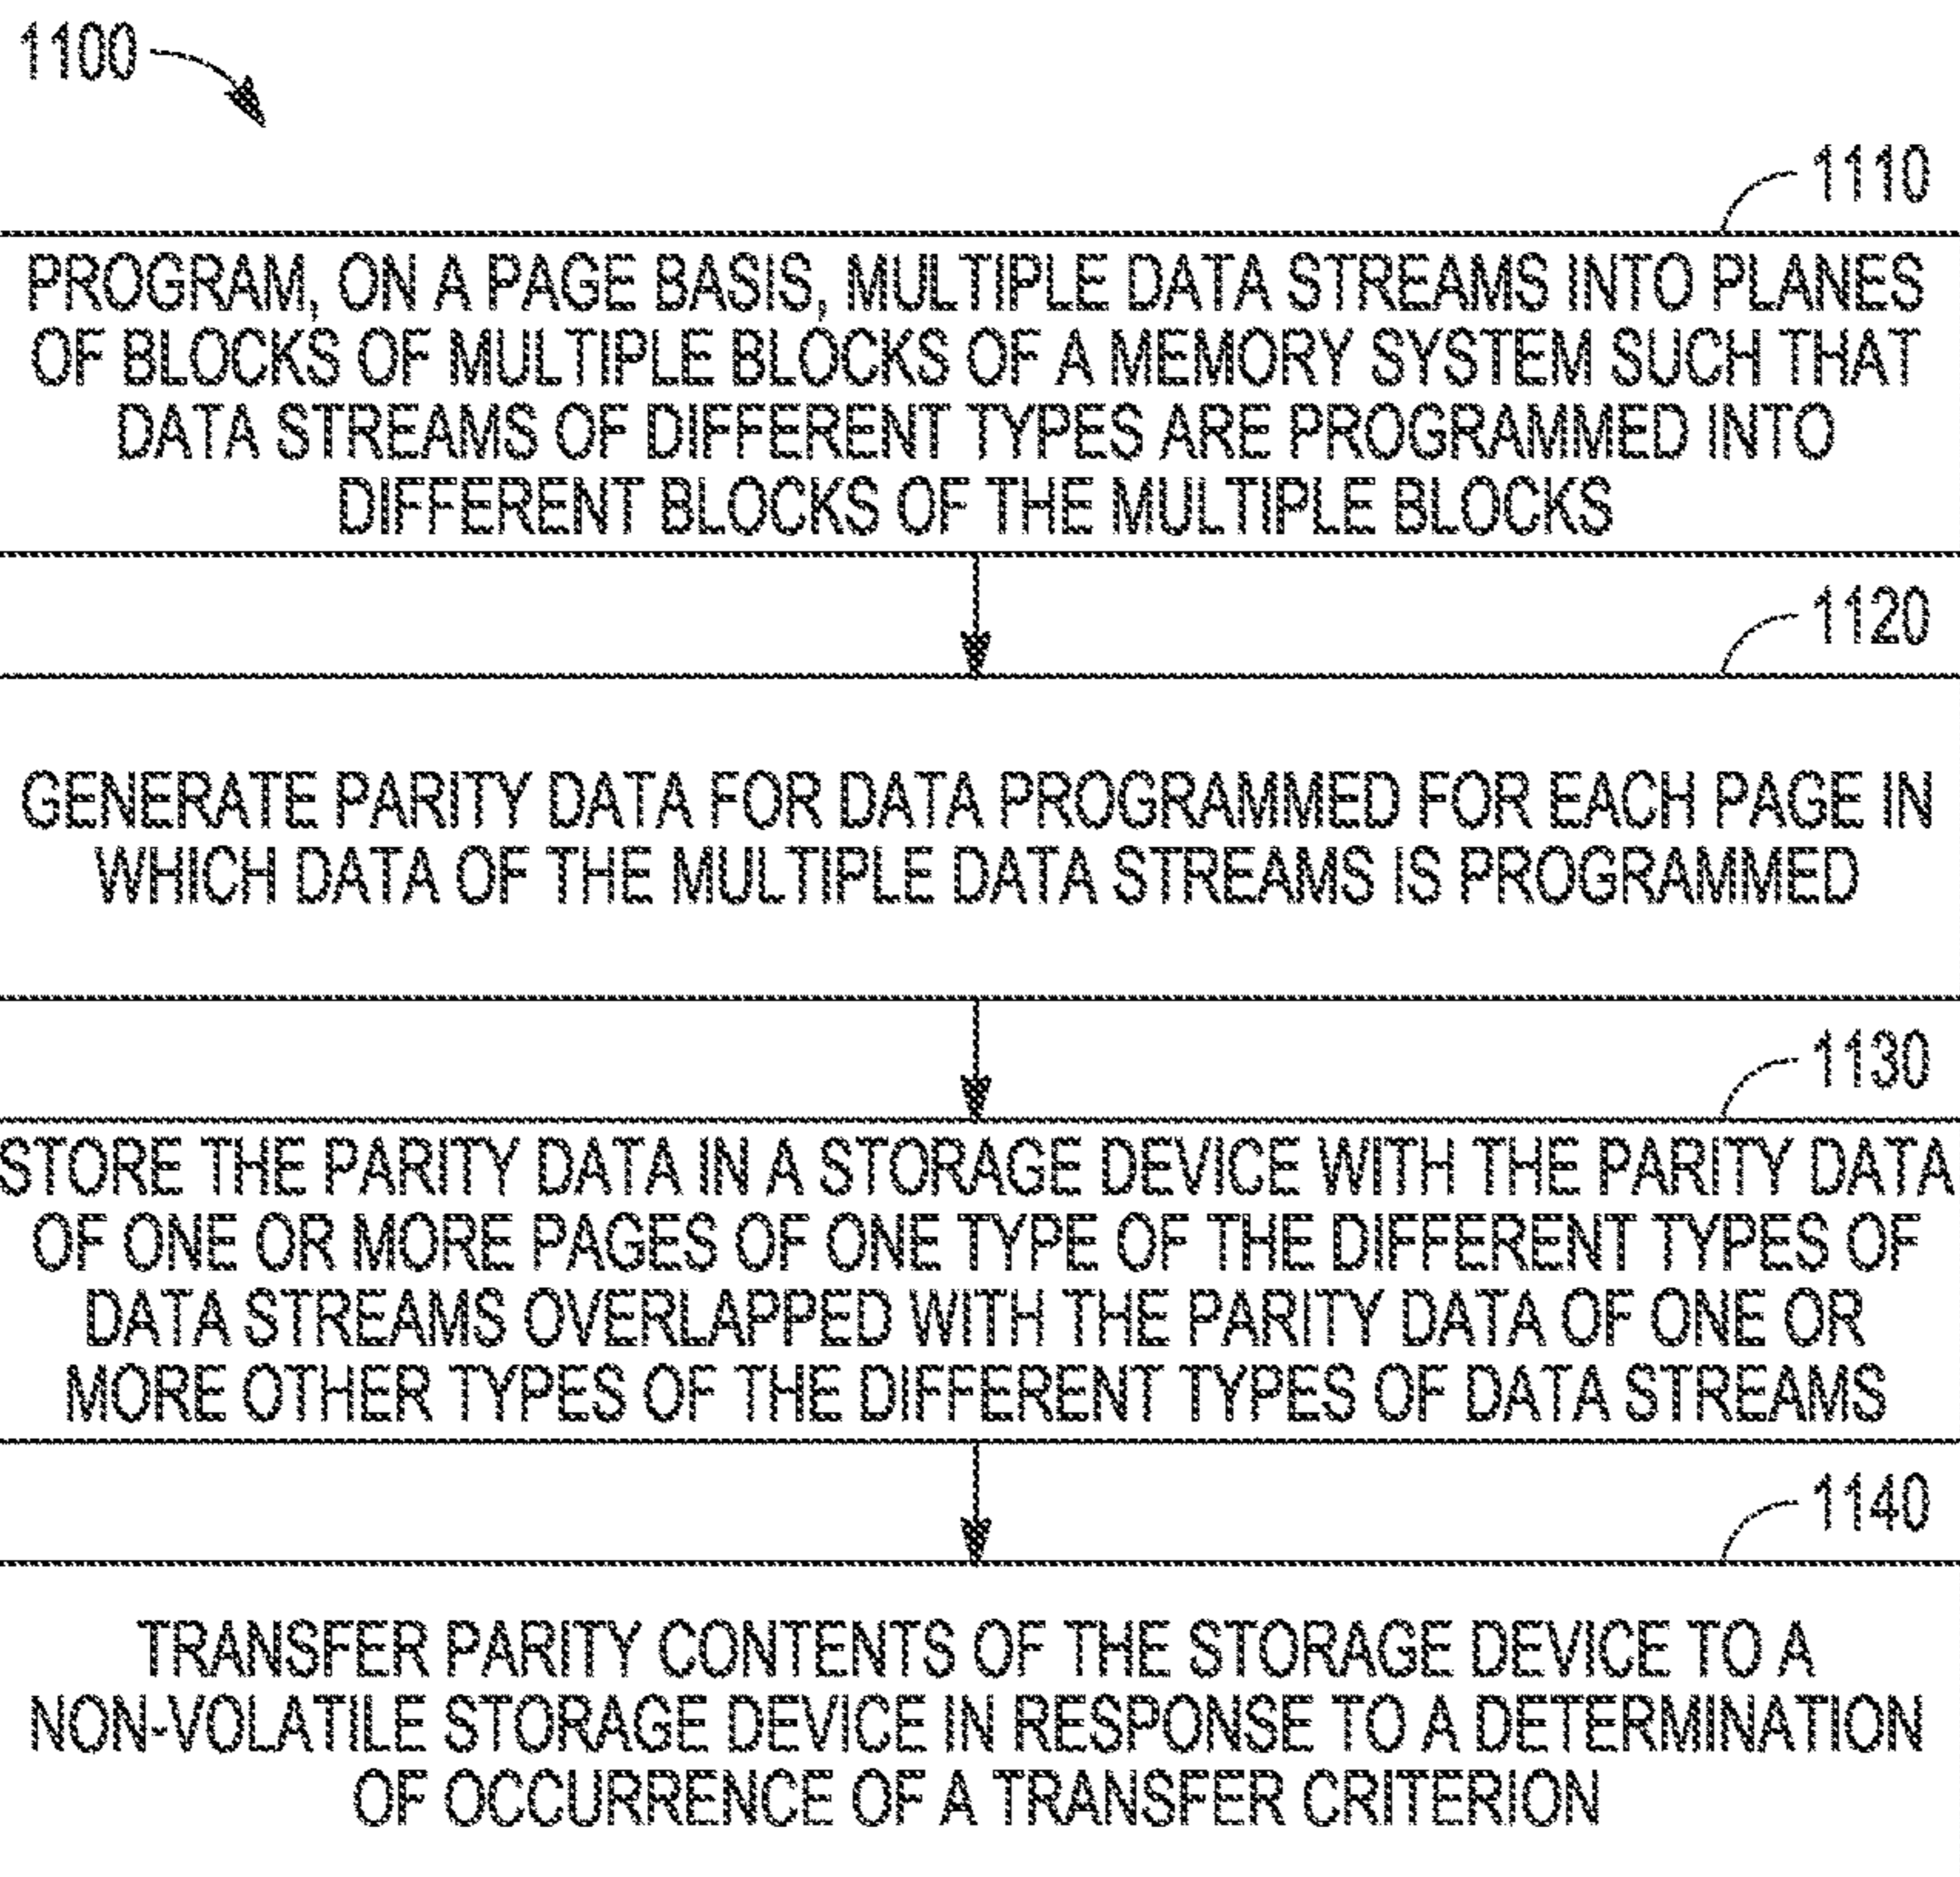 1100
1110
PROGRAM, ON A PAGE BASIS, MULTIPLE DATA STREAMS INTO PLANES
OF BLOCKS OF MULTIPLE BLOCKS OF A MEMORY SYSTEM SUCH THAT
DATA STREAMS OF DIFFERENT TYPES ARE PROGRAMMED INTO
DIFFERENT BLOCKS OF THE MULTIPLE BLOCKS
1120
GENERATE PARITY DATA FOR DATA PROGRAMMED FOR EACH PAGE IN
WHICH DATA OF THE MULTIPLE DATA STREAMS IS PROGRAMMED
1130
STORE THE PARITY DATA IN A STORAGE DEVICE WITH THE PARITY DATA
OF ONE OR MORE PAGES OF ONE TYPE OF THE DIFFERENT TYPES OF
DATA STREAMS OVERLAPPED WITH THE PARITY DATA OF ONE OR
MORE OTHER TYPES OF THE DIFFERENT TYPES OF DATA STREAMS
1140
TRANSFER PARITY CONTENTS OF THE STORAGE DEVICE TO A
NON-VOLATILE STORAGE DEVICE IN RESPONSE TO A DETERMINATION
OF OCCURRENCE OF A TRANSFER CRITERION